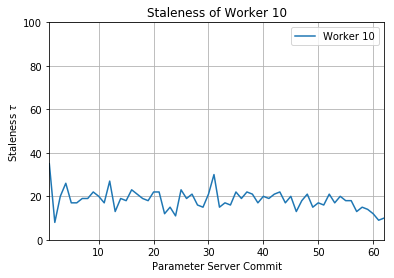 Staleness of Worker 10
Worker 10
Staleness τ
100
80
60
40
20
0
10 20 30 40 50 60
Parameter Server Commit